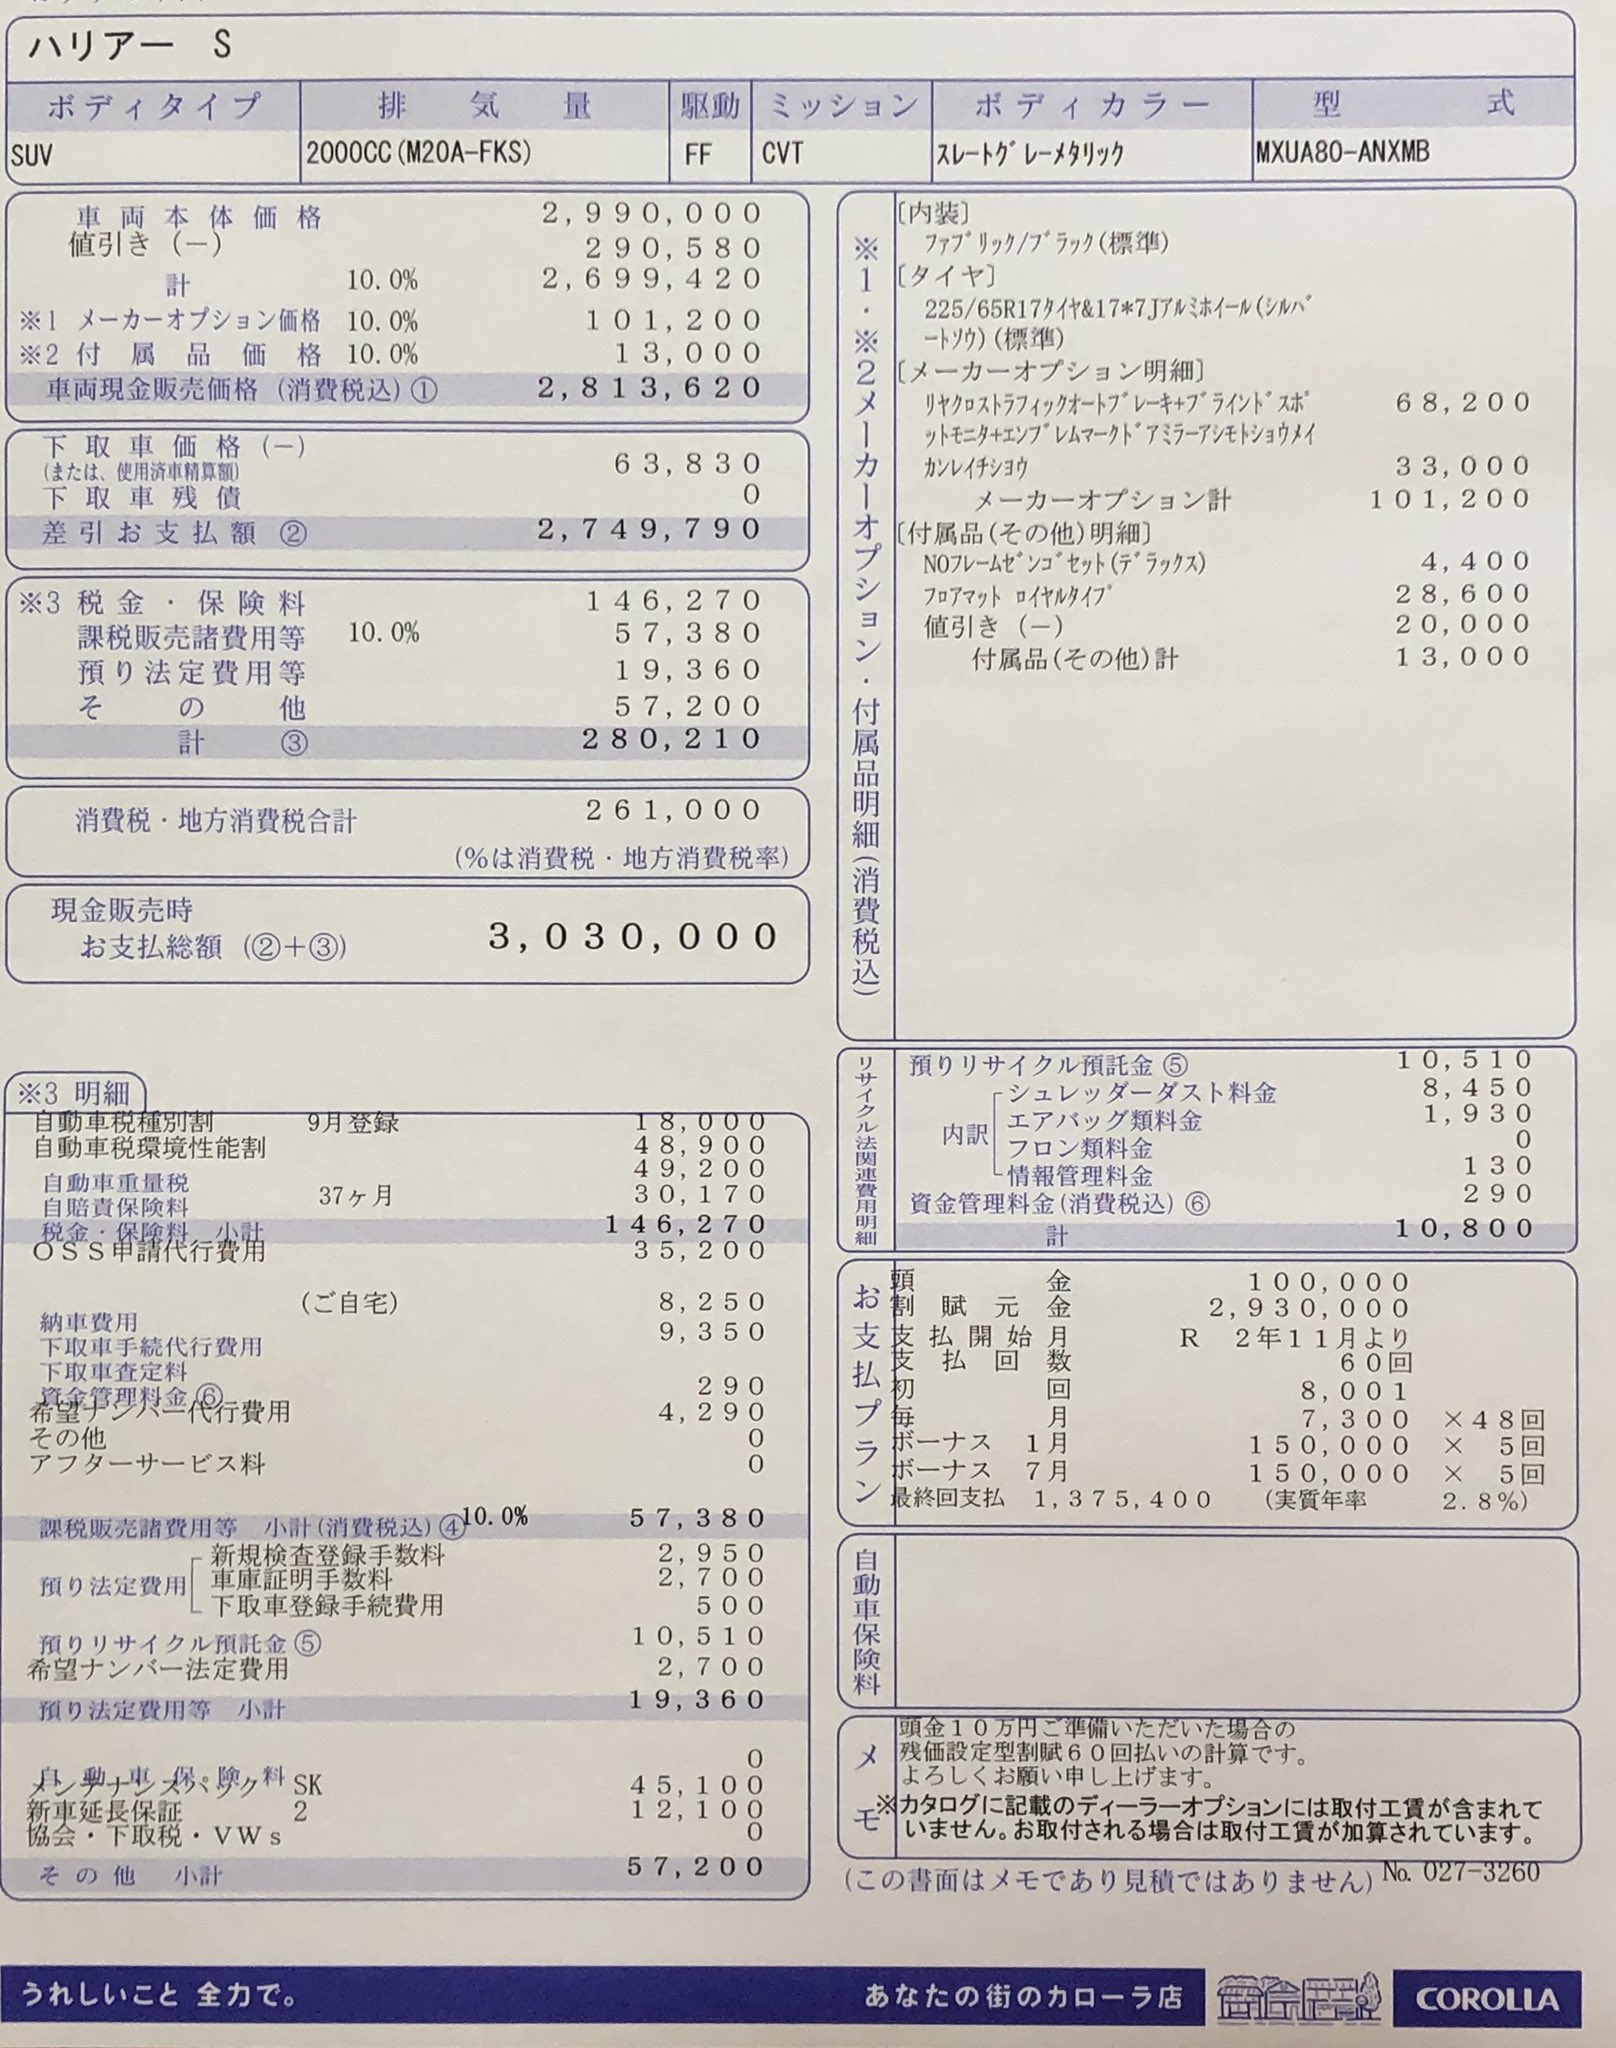 ハリアー S
ボディタイプ 排気量 駆動 ミッション ボディカラー 型式
SUV 2000CC(M20A-FKS) FF CVT スレートグレーメタリック MXUA80-ANXMB
車両本体価格 2,990,000
値引き (−) 290,580
計 10.0% 2,699,420
※1 メーカーオプション価格 10.0% 101,200
※2 付属品価格 10.0% 13,000
車両現金販売価格 (消費税込) ① 2,813,620
下取車価格 (−) 63,830
(または、使用済車精算額)
下取車残債 0
差引お支払額 ② 2,749,790
※3 税金・保険料 146,270
課税販売諸費用等 10.0% 57,380
預り法定費用等 19,360
その他 57,200
計 ③ 280,210
消費税・地方消費税合計 261,000
(%は消費税・地方消費税率)
現金販売時
お支払総額 (②+③) 3,030,000
※3 明細
自動車税種別割 9月登録 18,000
自動車税環境性能割 48,900
自動車重量税 49,200
自賠責保険料 37ヶ月 30,170
税金・保険料 小計 146,270
OSS申請代行費用 35,200
納車費用 (ご自宅) 8,250
下取車手続代行費用 9,350
下取車査定料
資金管理料金⑥ 290
希望ナンバー代行費用 4,290
その他 0
アフターサービス料 0
課税販売諸費用等 小計(消費税込)④ 10.0% 57,380
預り法定費用 新規検査登録手数料 2,950
車庫証明手数料 2,700
下取車登録手続費用 500
預りリサイクル預託金⑤ 10,510
希望ナンバー法定費用 2,700
預り法定費用等 小計 19,360
自動車保険料 0
メンテナンスパック SK 45,100
新車延長保証 2 12,100
協会・下取税・VWs 0
その他 小計 57,200
※1・※2メーカーオプション・付属品明細(消費税込)
[内装]
ファブリック/ブラック(標準)
[タイヤ]
225/65R17タイヤ&17*7Jアルミホイール(シルバ
ートソウ)(標準)
[メーカーオプション明細]
リヤクロストラフィックオートブレーキ+ブラインドスポ 68,200
ットモニタ+エンブレムマークドアミラーアシモトショウメイ
カンレイチショウ 33,000
メーカーオプション計 101,200
[付属品(その他)明細]
NOフレームゼンゴセット(デラックス) 4,400
フロアマット ロイヤルタイプ 28,600
値引き (−) 20,000
付属品(その他)計 13,000
リサイクル法関連費用明細
預りリサイクル預託金⑤ 10,510
内訳 シュレッダーダスト料金 8,450
エアバッグ類料金 1,930
フロン類料金 0
情報管理料金 130
資金管理料金(消費税込)⑥ 290
計 10,800
お支払プラン
頭金 100,000
割賦元金 2,930,000
支払開始月 R 2年11月より
支払回数 60回
初回 8,001
毎月 7,300 ×48回
ボーナス 1月 150,000 × 5回
ボーナス 7月 150,000 × 5回
最終回支払 1,375,400 (実質年率 2.8%)
自動車保険料
メモ
頭金10万円ご準備いただいた場合の
残価設定型割賦60回払いの計算です。
よろしくお願い申し上げます。
※カタログに記載のディーラーオプションには取付工賃が含まれて
いません。お取付される場合は取付工賃が加算されています。
(この書面はメモであり見積ではありません) No. 027-3260
うれしいこと 全力で。 あなたの街のカローラ店 COROLLA